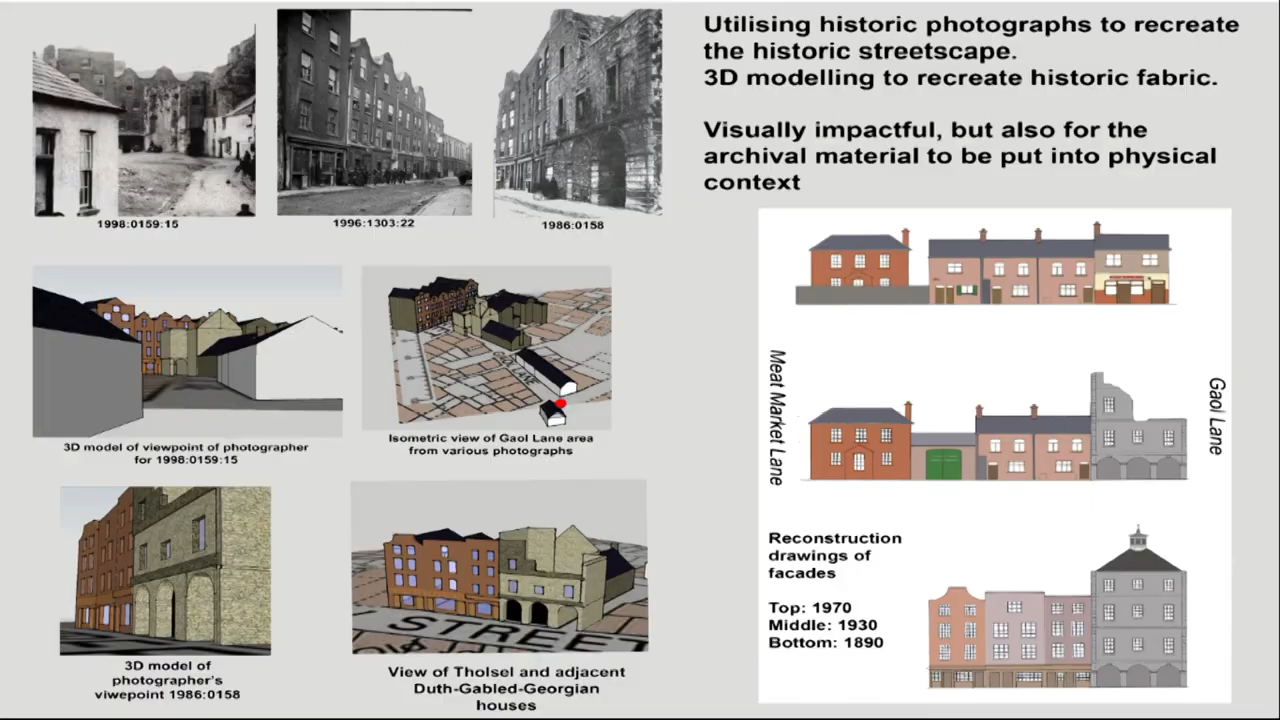 Utilising historic photographs to recreate
the historic streetscape.
3D modelling to recreate historic fabric.
Visually impactful, but also for the
archival material to be put into physical
context
1998:0159:15
1996:1303:22
1986:0158
3D model of viewpoint of photographer
for 1998:0159:15
Isometric view of Gaol Lane area
from various photographs
3D model of
photographer's
viwepoint 1986:0158
STREET
View of Tholsel and adjacent
Duth-Gabled-Georgian
houses
Meat Market Lane
Gaol Lane
Reconstruction
drawings of
facades
Top: 1970
Middle: 1930
Bottom: 1890